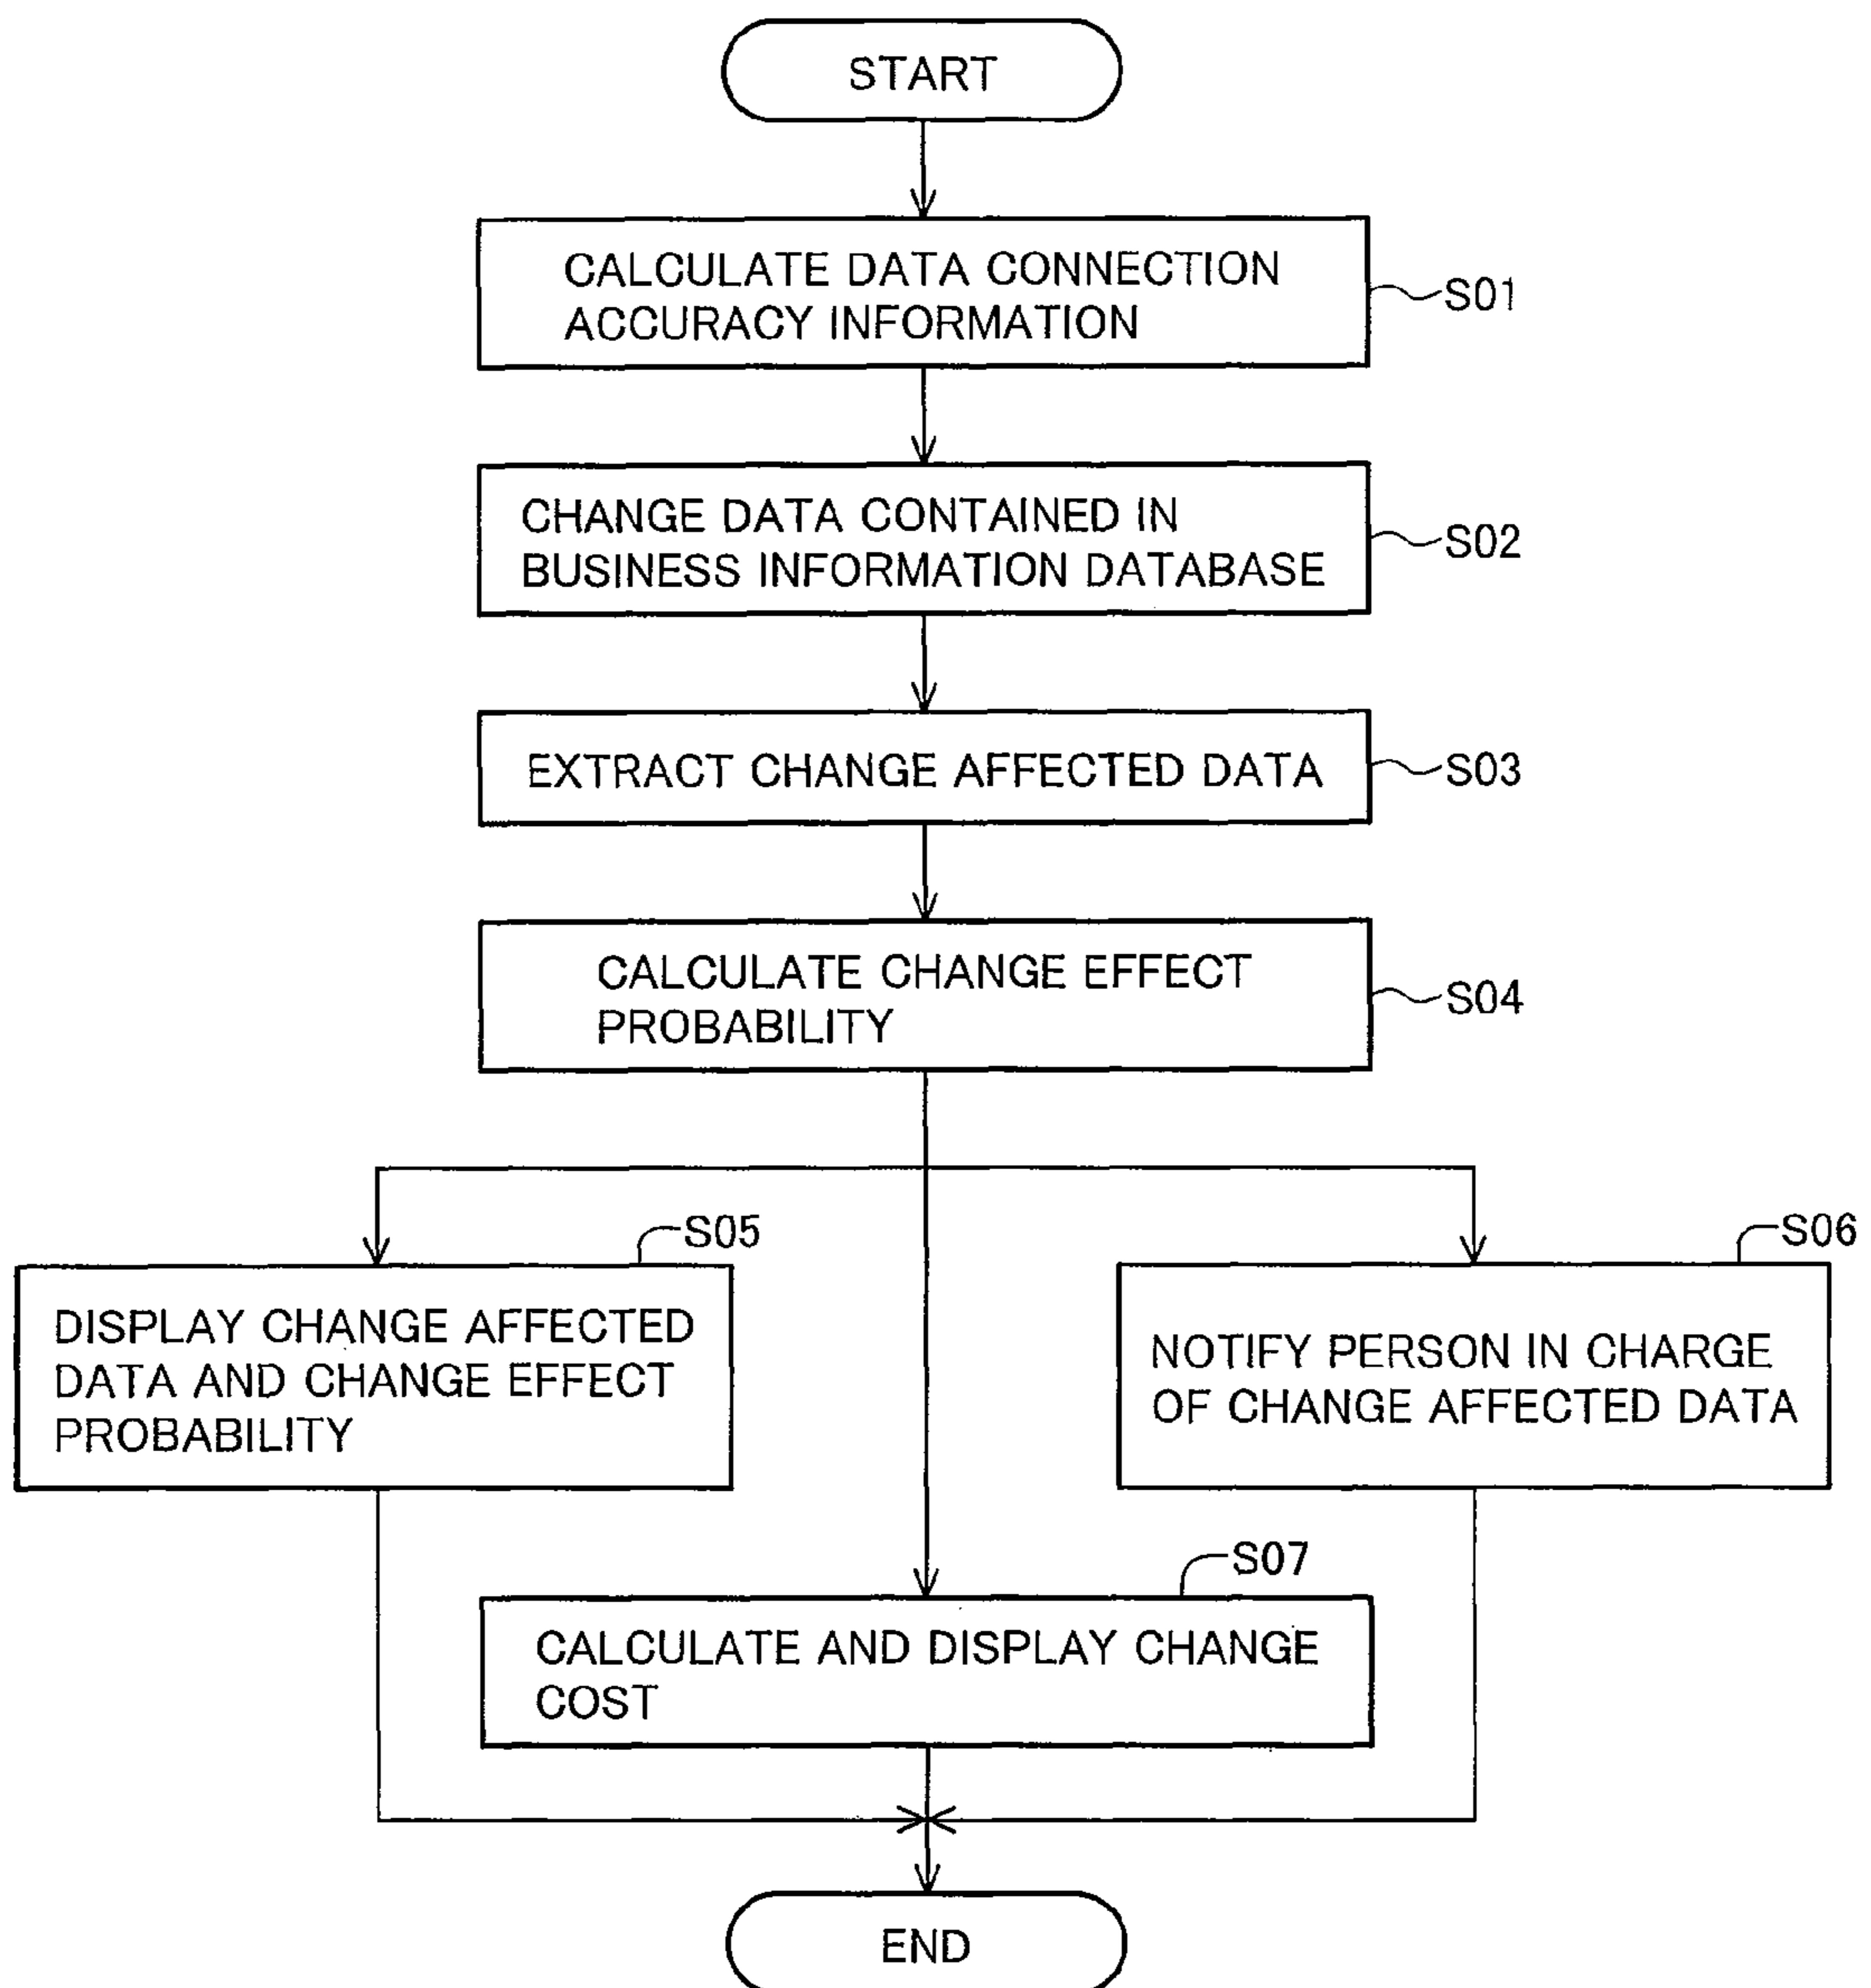 START
CALCULATE DATA CONNECTION
ACCURACY INFORMATION
S01
CHANGE DATA CONTAINED IN
BUSINESS INFORMATION DATABASE
S02
EXTRACT CHANGE AFFECTED DATA
S03
CALCULATE CHANGE EFFECT
PROBABILITY
S04
S05
DISPLAY CHANGE AFFECTED
DATA AND CHANGE EFFECT
PROBABILITY
S06
NOTIFY PERSON IN CHARGE
OF CHANGE AFFECTED DATA
S07
CALCULATE AND DISPLAY CHANGE
COST
END